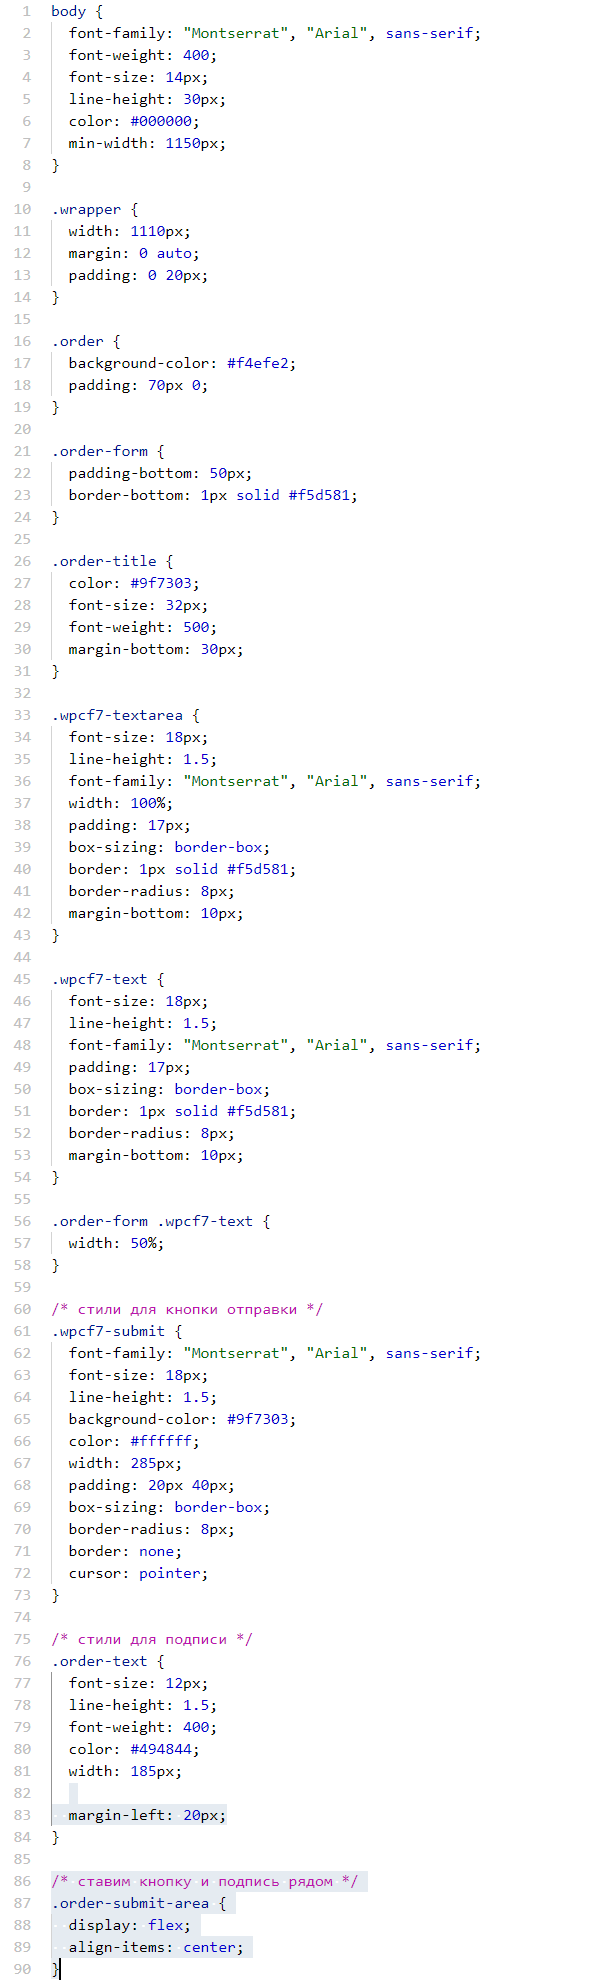 1 body {
2   font-family: "Montserrat", "Arial", sans-serif;
3   font-weight: 400;
4   font-size: 14px;
5   line-height: 30px;
6   color: #000000;
7   min-width: 1150px;
8 }
9
10 .wrapper {
11   width: 1110px;
12   margin: 0 auto;
13   padding: 0 20px;
14 }
15
16 .order {
17   background-color: #f4efe2;
18   padding: 70px 0;
19 }
20
21 .order-form {
22   padding-bottom: 50px;
23   border-bottom: 1px solid #f5d581;
24 }
25
26 .order-title {
27   color: #9f7303;
28   font-size: 32px;
29   font-weight: 500;
30   margin-bottom: 30px;
31 }
32
33 .wpcf7-textarea {
34   font-size: 18px;
35   line-height: 1.5;
36   font-family: "Montserrat", "Arial", sans-serif;
37   width: 100%;
38   padding: 17px;
39   box-sizing: border-box;
40   border: 1px solid #f5d581;
41   border-radius: 8px;
42   margin-bottom: 10px;
43 }
44
45 .wpcf7-text {
46   font-size: 18px;
47   line-height: 1.5;
48   font-family: "Montserrat", "Arial", sans-serif;
49   padding: 17px;
50   box-sizing: border-box;
51   border: 1px solid #f5d581;
52   border-radius: 8px;
53   margin-bottom: 10px;
54 }
55
56 .order-form .wpcf7-text {
57   width: 50%;
58 }
59
60 /* стили для кнопки отправки */
61 .wpcf7-submit {
62   font-family: "Montserrat", "Arial", sans-serif;
63   font-size: 18px;
64   line-height: 1.5;
65   background-color: #9f7303;
66   color: #ffffff;
67   width: 285px;
68   padding: 20px 40px;
69   box-sizing: border-box;
70   border-radius: 8px;
71   border: none;
72   cursor: pointer;
73 }
74
75 /* стили для подписи */
76 .order-text {
77   font-size: 12px;
78   line-height: 1.5;
79   font-weight: 400;
80   color: #494844;
81   width: 185px;
82
83   margin-left: 20px;
84 }
85
86 /* ставим кнопку и подпись рядом */
87 .order-submit-area {
88   display: flex;
89   align-items: center;
90 }